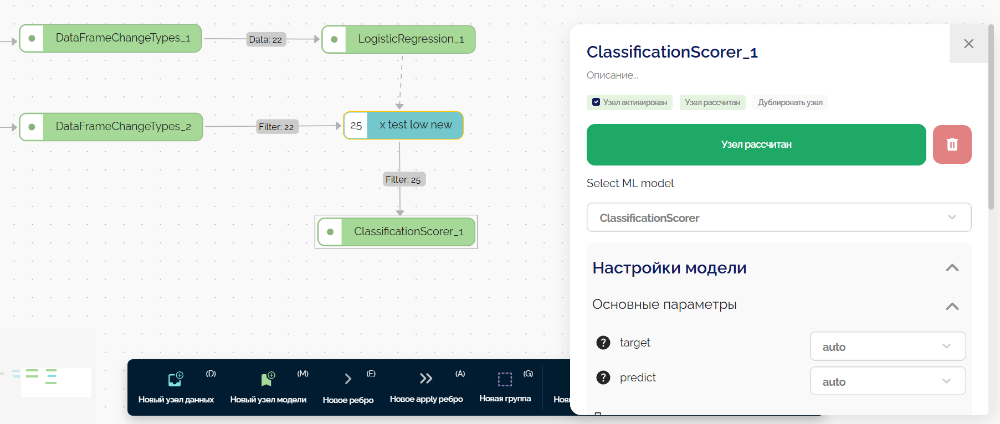 DataFrameChangeTypes_1
Data: 22
LogisticRegression_1
DataFrameChangeTypes_2
Filter: 22
25
x test low new
Filter: 25
ClassificationScorer_1
(D)
Новый узел данных
(M)
Новый узел модели
(E)
Новое ребро
(A)
Новое apply ребро
(G)
Новая группа
ClassificationScorer_1
Описание...
Узел активирован
Узел рассчитан
Дублировать узел
Узел рассчитан
Select ML model
ClassificationScorer
Настройки модели
Основные параметры
target
auto
predict
auto